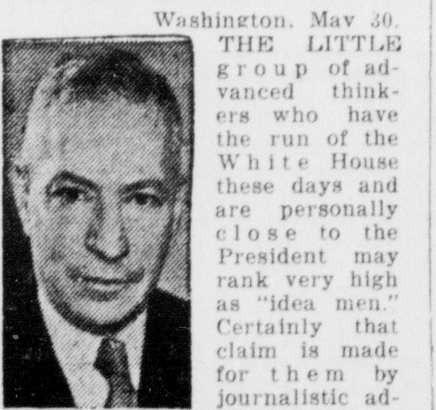 Washington, May 30.
THE LITTLE
group of ad-
vanced think-
ers who have
the run of the
White House
these days and
are personally
close to the
President may
rank very high
as "idea men."
Certainly that
claim is made
for them by
journalistic ad-